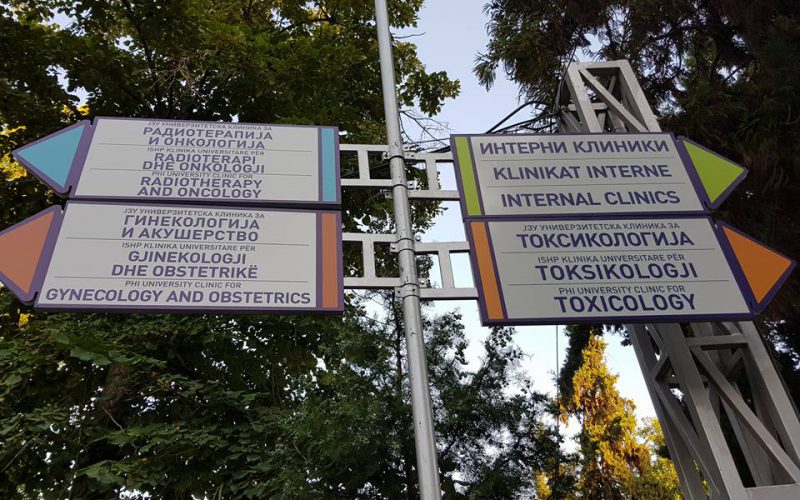 ЈЗУ УНИВЕРЗИТЕТСКА КЛИНИКА ЗА
РАДИОТЕРАПИЈА
И ОНКОЛОГИЈА
ISHP KLINIKA UNIVERSITARE PËR
RADIOTERAPI
DHE ONKOLOGJI
PHI UNIVERSITY CLINIC FOR
RADIOTHERAPY
AND ONCOLOGY
ЈЗУ УНИВЕРЗИТЕТСКА КЛИНИКА ЗА
ГИНЕКОЛОГИЈА
И АКУШЕРСТВО
ISHP KLINIKA UNIVERSITARE PËR
GJINEKOLOGJI
DHE OBSTETRIKË
PHI UNIVERSITY CLINIC FOR
GYNECOLOGY AND OBSTETRICS
ИНТЕРНИ КЛИНИКИ
KLINIKAT INTERNE
INTERNAL CLINICS
ЈЗУ УНИВЕРЗИТЕТСКА КЛИНИКА ЗА
ТОКСИКОЛОГИЈА
ISHP KLINIKA UNIVERSITARE PËR
TOKSIKOLOGJI
PHI UNIVERSITY CLINIC FOR
TOXICOLOGY